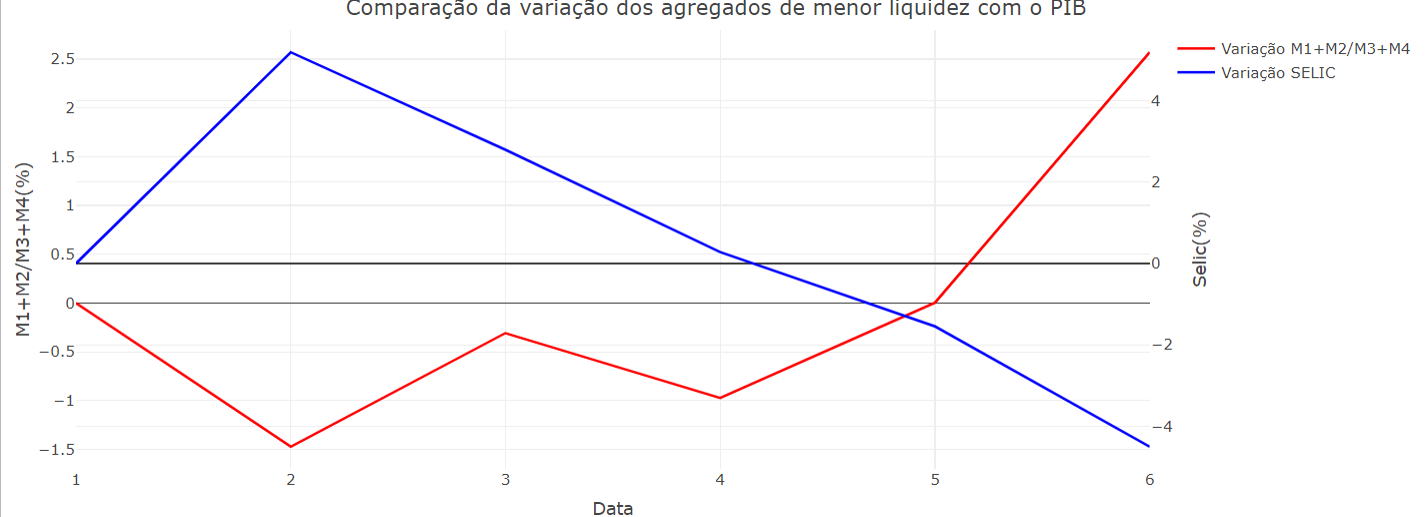 Comparação da variação dos agregados de menor liquidez com o PIB
Variação M1+M2/M3+M4
Variação SELIC
M1+M2/M3+M4(%)
2.5
2
1.5
1
0.5
0
−0.5
−1
−1.5
4
2
0
−2
−4
Selic(%)
1 2 3 4 5 6
Data